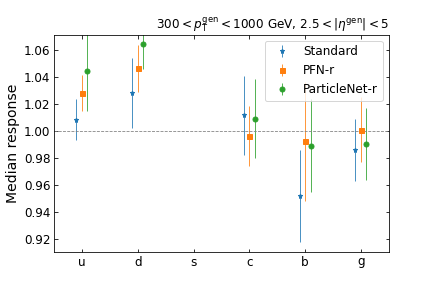 300 < p_T^gen < 1000 GeV, 2.5 < |η^gen| < 5
Standard
PFN-r
ParticleNet-r
Median response
1.06
1.04
1.02
1.00
0.98
0.96
0.94
0.92
u d s c b g